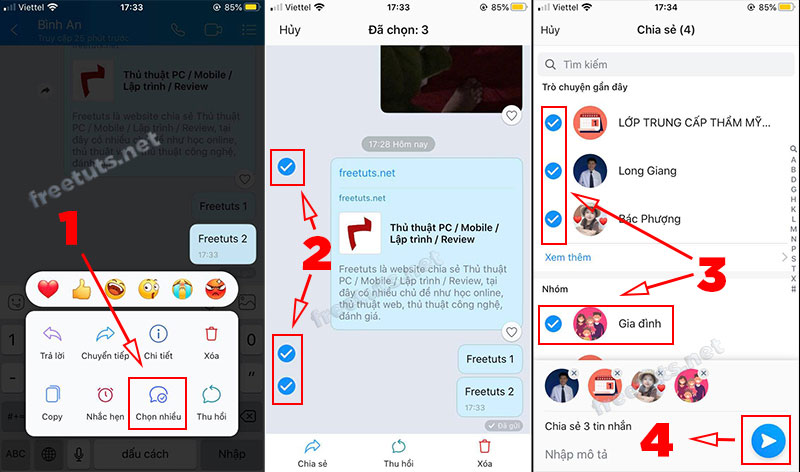 Viettel
17:33
85%
Bình An
Truy cập 25 phút trước
Thủ thuật PC / Mobile /
Lập trình / Review
Freetuts là website chia sẻ Thủ thuật
PC / Mobile / Lập trình / Review, tại
đây có nhiều chủ đề như học online,
thủ thuật web, thủ thuật công nghệ,
đánh giá.
freetuts.net
Freetuts 1
Freetuts 2
17:33
1
Trả lời
Chuyển tiếp
Chi tiết
Xóa
Copy
Nhắc hẹn
Chọn nhiều
Thu hồi
#+=
ABC
dấu cách
Nhập
Viettel
17:33
85%
Hủy
Đã chọn: 3
17:28 Hôm nay
freetuts.net
freetuts.net
Thủ thuật PC / Mobile /
Lập trình / Review
Freetuts là website chia sẻ Thủ thuật
PC / Mobile / Lập trình / Review, tại
đây có nhiều chủ đề như học online,
thủ thuật web, thủ thuật công nghệ,
đánh giá.
freetuts.net
2
Freetuts 1
Freetuts 2
17:33
Đã gửi
Chia sẻ
Thu hồi
Xóa
Viettel
17:34
85%
Hủy
Chia sẻ (4)
Tìm kiếm
Trò chuyện gần đây
LỚP TRUNG CẤP THẨM MỸ...
Long Giang
Bác Phượng
Xem thêm
3
Nhóm
Gia đình
A
B
C
D
E
F
G
H
I
J
K
L
M
N
O
P
Q
R
S
T
U
V
W
X
Y
Z
#
freetuts.net
Chia sẻ 3 tin nhắn
Nhập mô tả
4